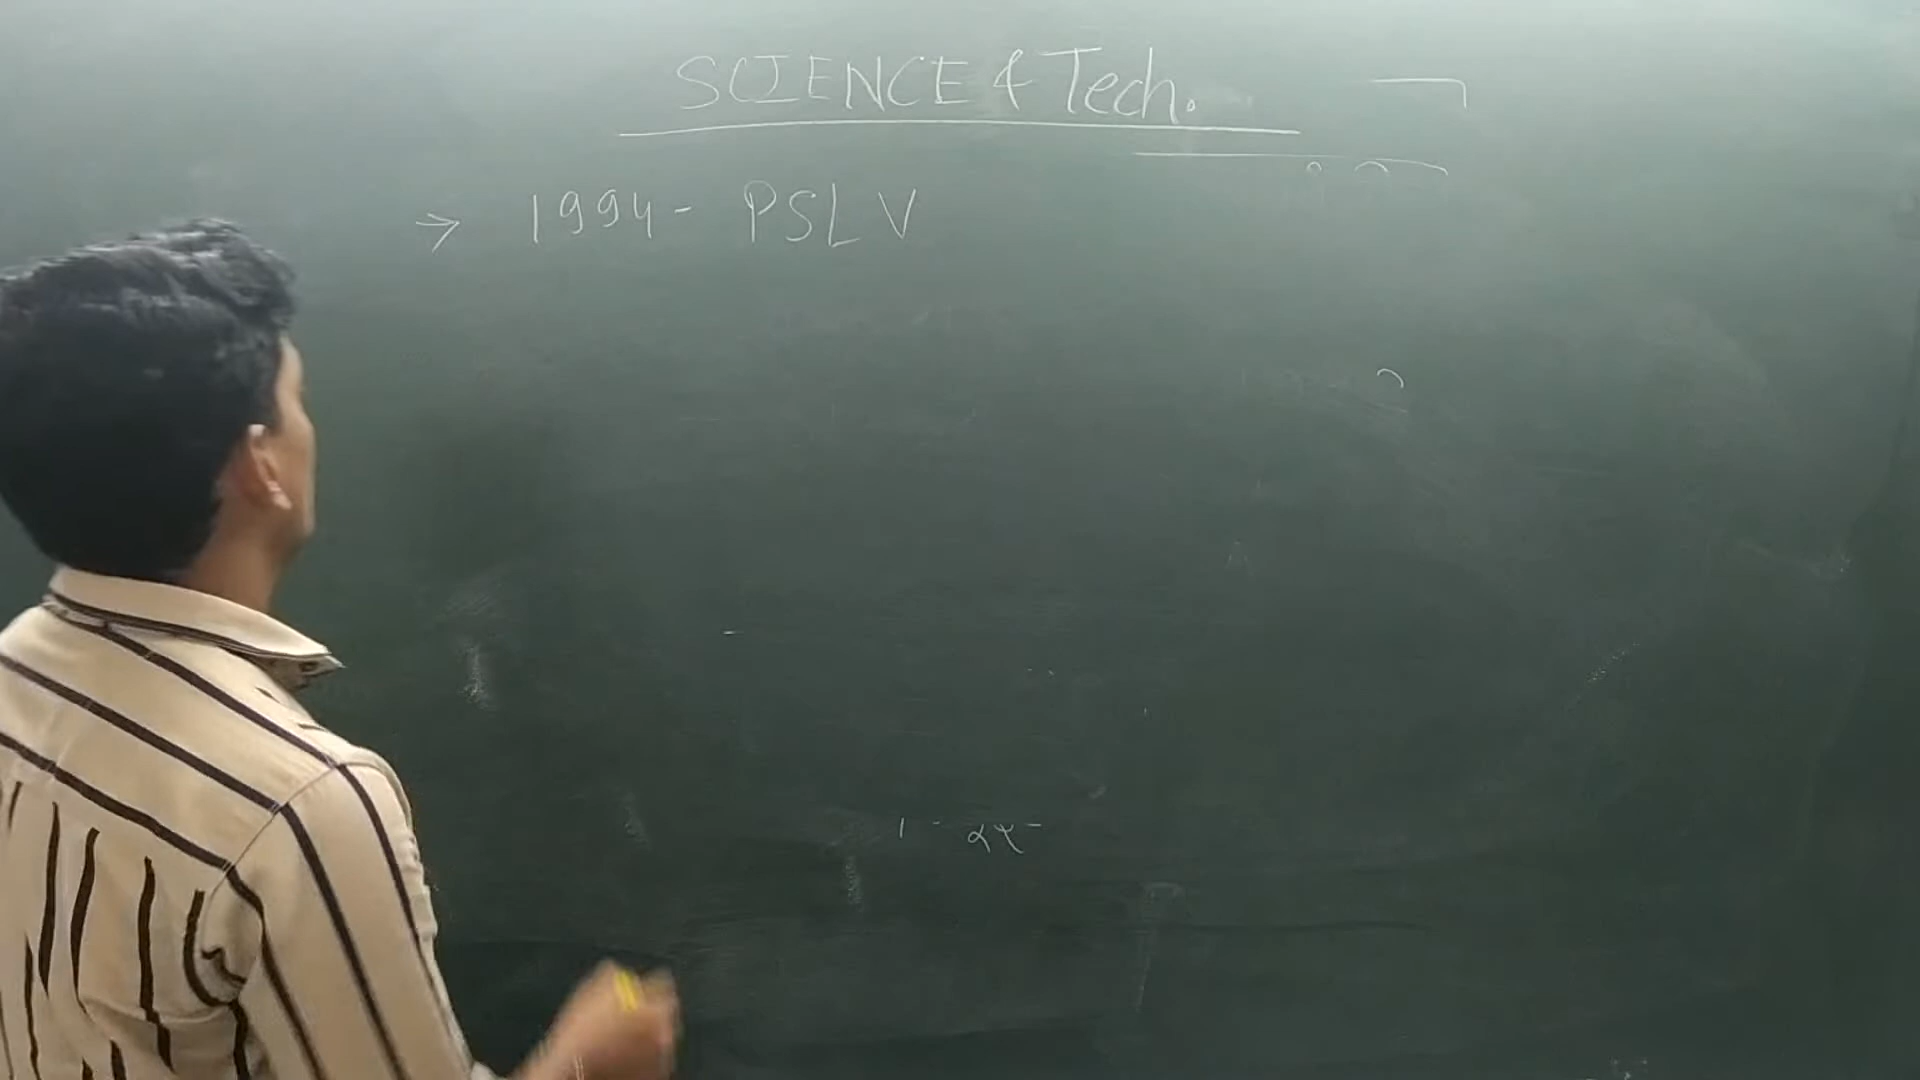 SCIENCE & Tech.
→ 1994 - PSLV